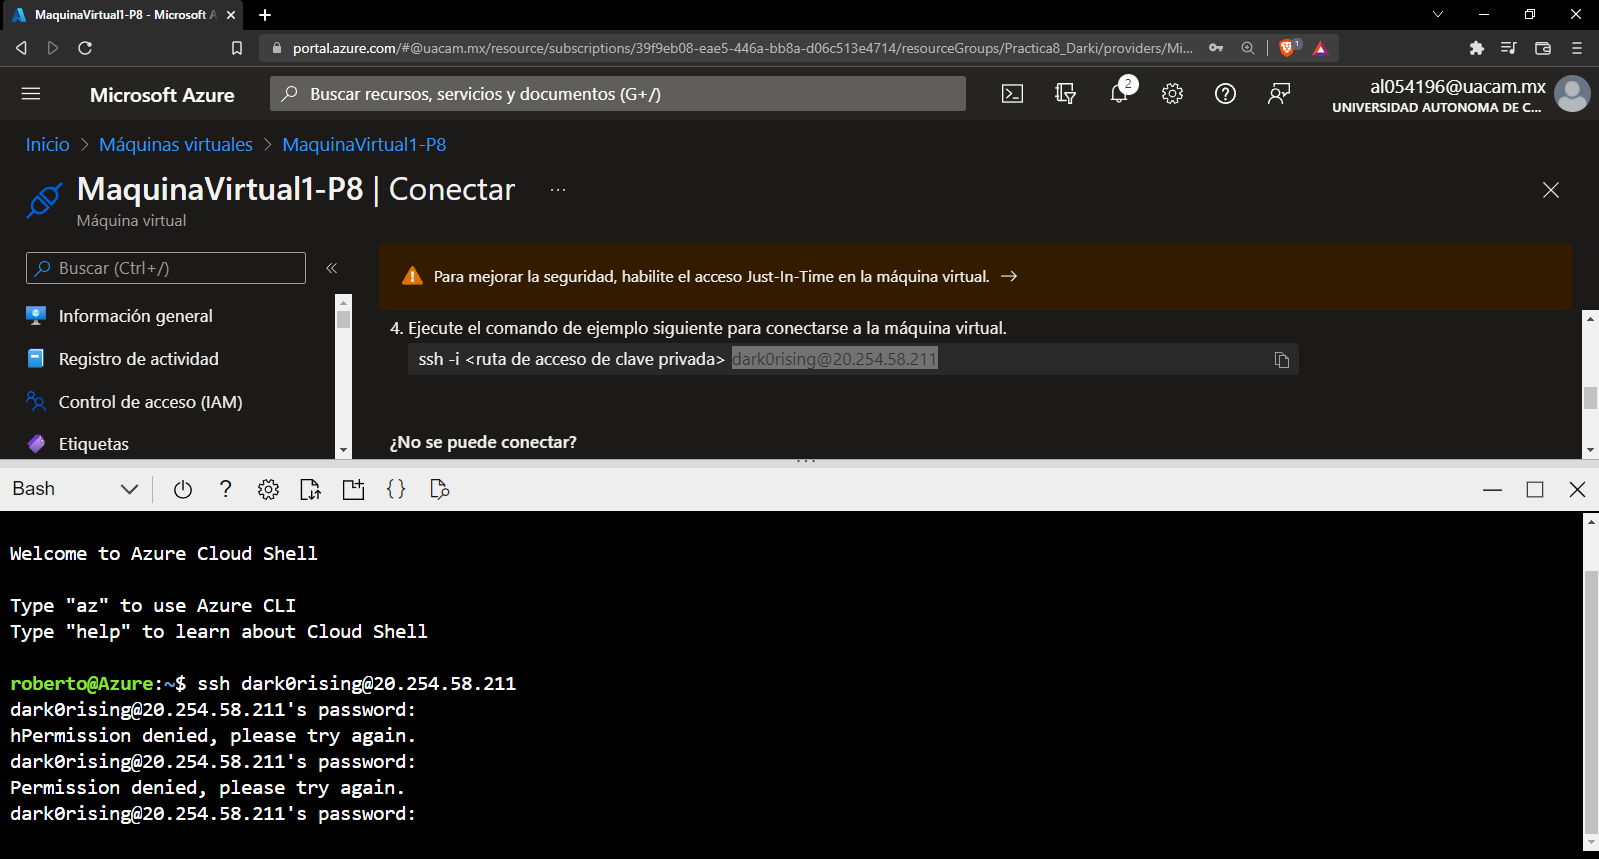 MaquinaVirtual1-P8 - Microsoft A
portal.azure.com/#@uacam.mx/resource/subscriptions/39f9eb08-eae5-446a-bb8a-d06c513e4714/resourceGroups/Practica8_Darki/providers/Mi...
1
Microsoft Azure
Buscar recursos, servicios y documentos (G+/)
2
al054196@uacam.mx
UNIVERSIDAD AUTONOMA DE C...
Inicio > Máquinas virtuales > MaquinaVirtual1-P8
MaquinaVirtual1-P8 | Conectar ...
Máquina virtual
Buscar (Ctrl+/)
«
Para mejorar la seguridad, habilite el acceso Just-In-Time en la máquina virtual. →
Información general
Registro de actividad
Control de acceso (IAM)
Etiquetas
4. Ejecute el comando de ejemplo siguiente para conectarse a la máquina virtual.
ssh -i <ruta de acceso de clave privada> dark0rising@20.254.58.211
¿No se puede conectar?
Bash
Welcome to Azure Cloud Shell
Type "az" to use Azure CLI
Type "help" to learn about Cloud Shell
roberto@Azure:~$ ssh dark0rising@20.254.58.211
dark0rising@20.254.58.211's password:
hPermission denied, please try again.
dark0rising@20.254.58.211's password:
Permission denied, please try again.
dark0rising@20.254.58.211's password: